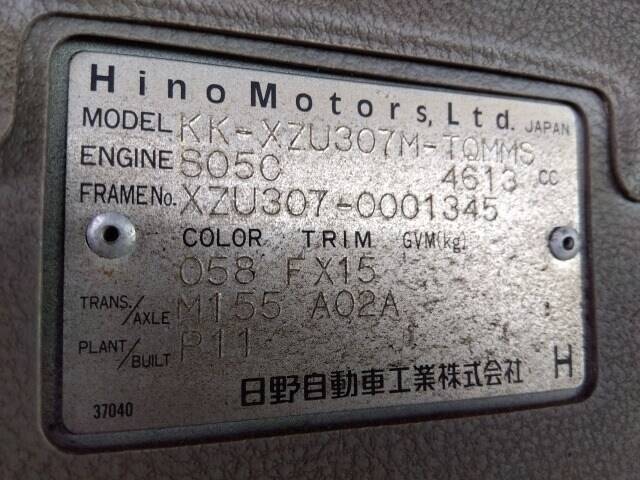 Hino Motors, Ltd. JAPAN
MODEL KK-XZU307M-TQMMS
ENGINE S05C 4613 CC
FRAME No. XZU307-0001345
COLOR TRIM GVM(kg)
058 FX15
TRANS./AXLE M155 A02A
PLANT/BUILT P11
日野自動車工業株式会社 H
37040